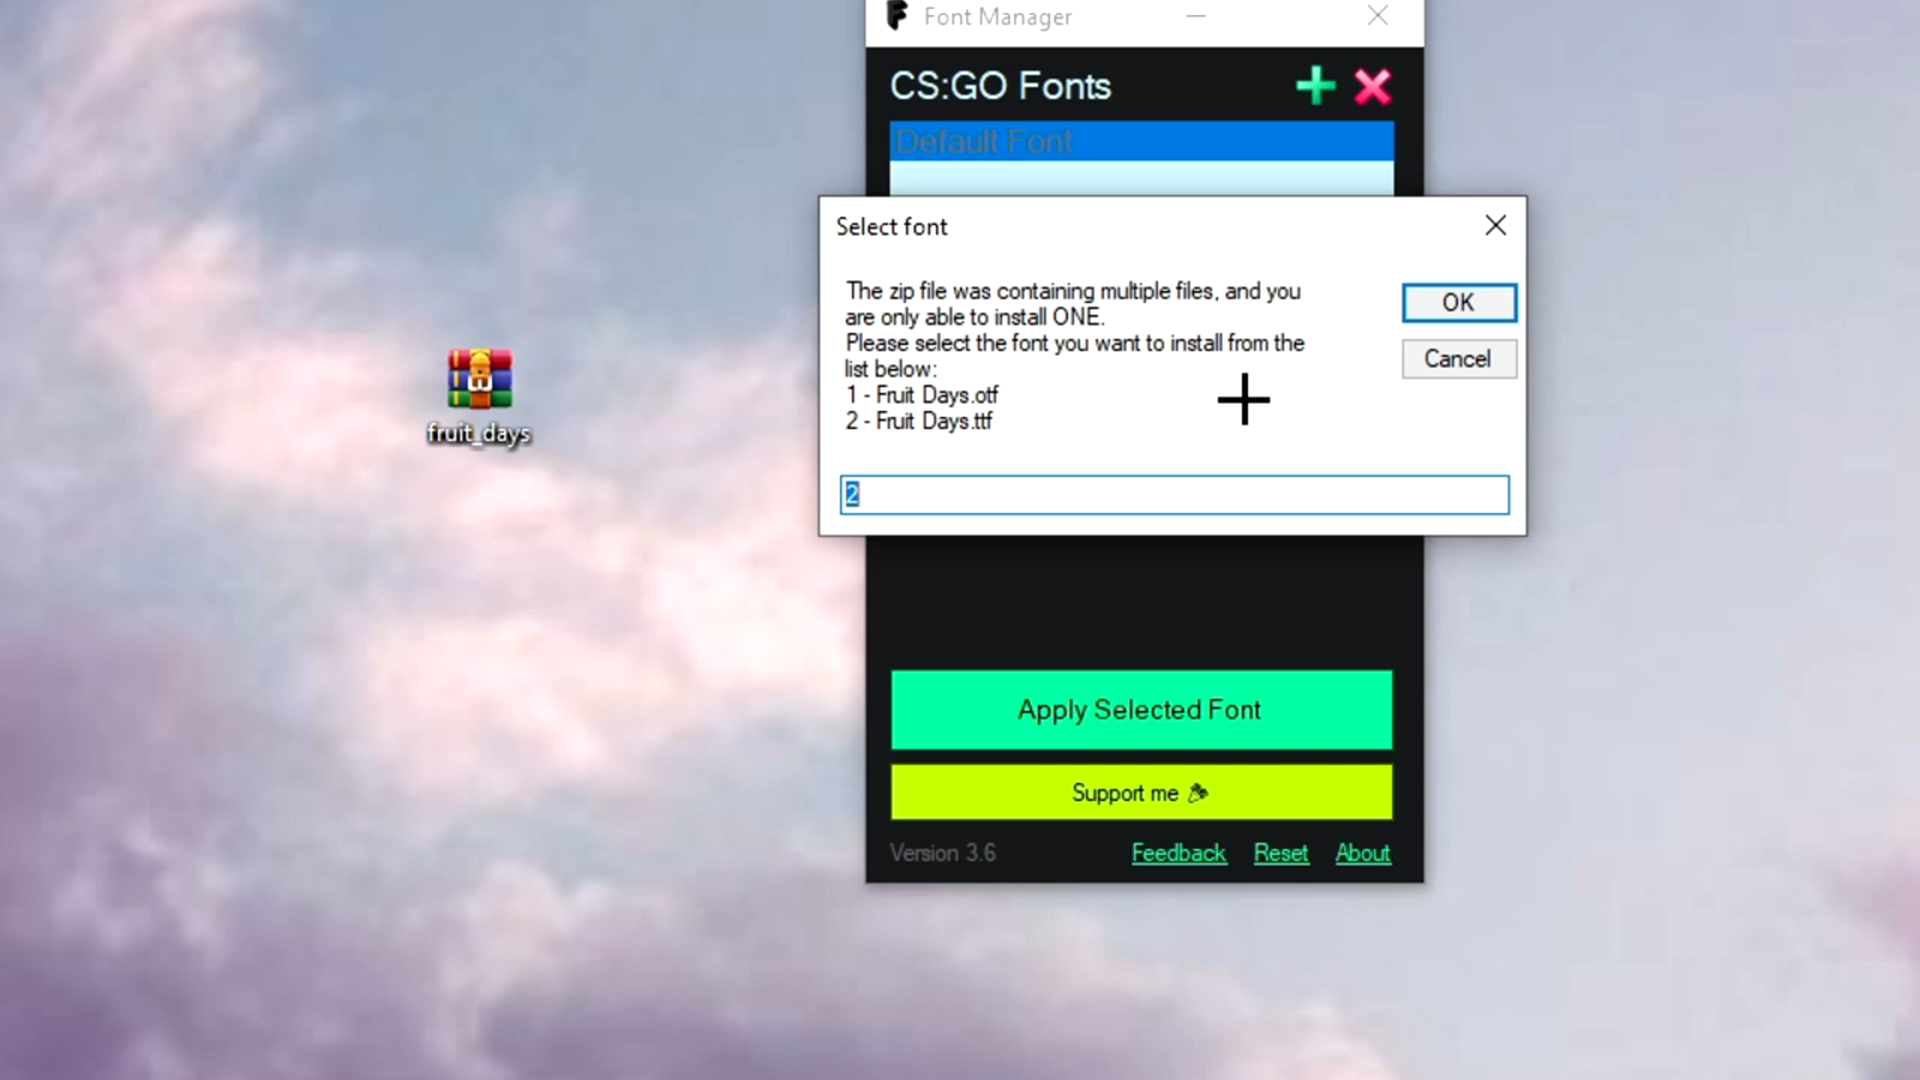 Font Manager
CS:GO Fonts
Default Font
Select font
The zip file was containing multiple files, and you
are only able to install ONE.
Please select the font you want to install from the
list below:
1 - Fruit Days.otf
2 - Fruit Days.ttf
OK
Cancel
2
fruit_days
Apply Selected Font
Support me
Version 3.6
Feedback
Reset
About